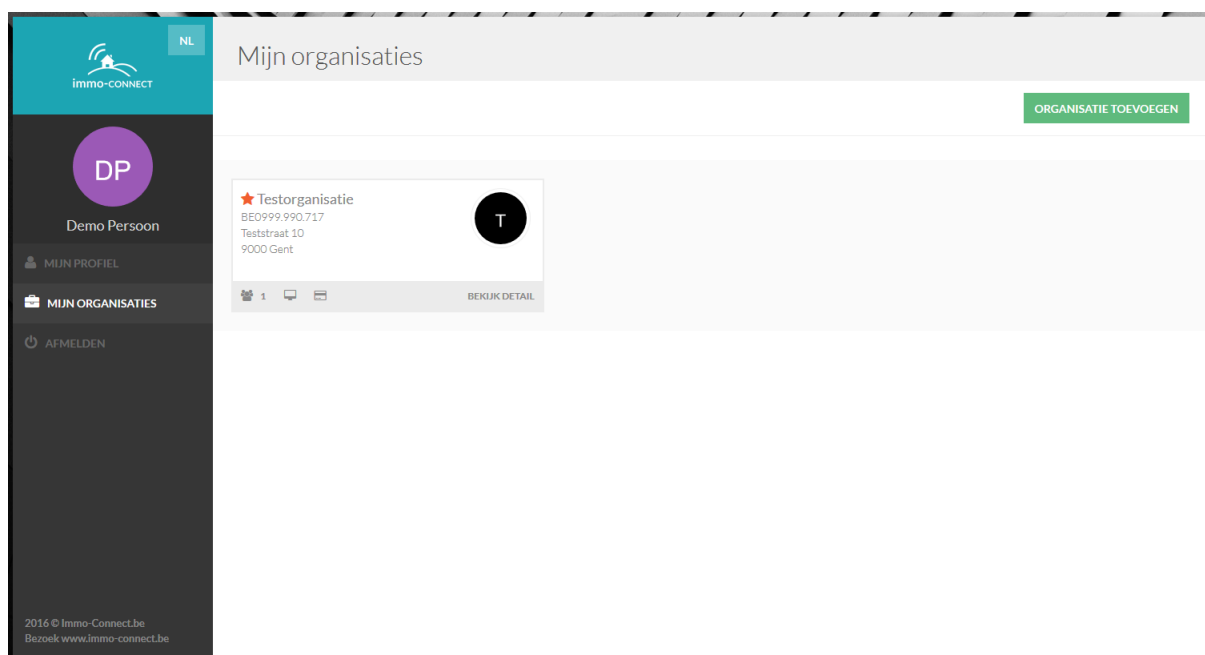 NL
immo-CONNECT
DP
Demo Persoon
MIJN PROFIEL
MIJN ORGANISATIES
AFMELDEN
2016 © Immo-Connect.be
Bezoek www.immo-connect.be
Mijn organisaties
ORGANISATIE TOEVOEGEN
Testorganisatie
BE0999.990.717
Teststraat 10
9000 Gent
T
1
BEKIJK DETAIL